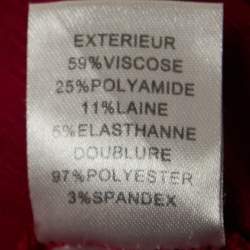 EXTERIEUR
59%VISCOSE
25%POLYAMIDE
11%LAINE
5%ELASTHANNE
DOUBLURE
97%POLYESTER
3%SPANDEX